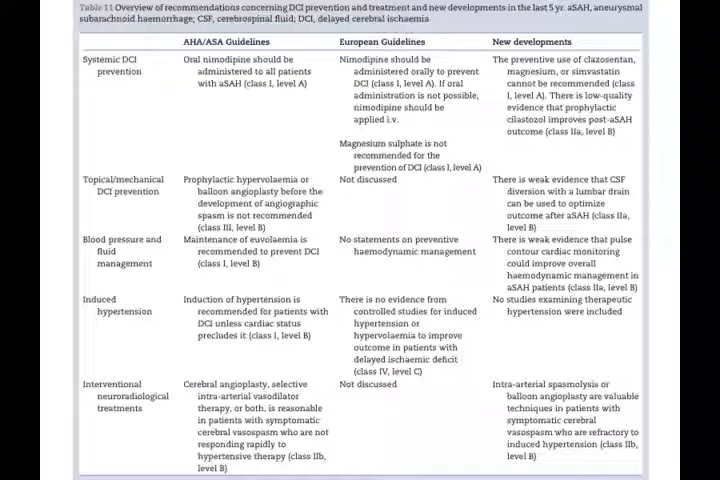 Table 11 Overview of recommendations concerning DCI prevention and treatment and new developments in the last 5 yr. aSAH, aneurysmal
subarachnoid haemorrhage; CSF, cerebrospinal fluid; DCI, delayed cerebral ischaemia
AHA/ASA Guidelines
European Guidelines
New developments
Systemic DCI
prevention
Oral nimodipine should be
administered to all patients
with aSAH (class I, level A)
Nimodipine should be
administered orally to prevent
DCI (class I, level A). If oral
administration is not possible,
nimodipine should be
applied i.v.
Magnesium sulphate is not
recommended for the
prevention of DCI (class I, level A)
The preventive use of clazosentan,
magnesium, or simvastatin
cannot be recommended (class
I, level A). There is low-quality
evidence that prophylactic
cilastozol improves post-aSAH
outcome (class IIa, level B)
Topical/mechanical
DCI prevention
Prophylactic hypervolaemia or
balloon angioplasty before the
development of angiographic
spasm is not recommended
(class III, level B)
Not discussed
There is weak evidence that CSF
diversion with a lumbar drain
can be used to optimize
outcome after aSAH (class IIa,
level B)
Blood pressure and
fluid
management
Maintenance of euvolaemia is
recommended to prevent DCI
(class I, level B)
No statements on preventive
haemodynamic management
There is weak evidence that pulse
contour cardiac monitoring
could improve overall
haemodynamic management in
aSAH patients (class IIa, level B)
Induced
hypertension
Induction of hypertension is
recommended for patients with
DCI unless cardiac status
precludes it (class I, level B)
There is no evidence from
controlled studies for induced
hypertension or
hypervolaemia to improve
outcome in patients with
delayed ischaemic deficit
(class IV, level C)
No studies examining therapeutic
hypertension were included
Interventional
neuroradiological
treatments
Cerebral angioplasty, selective
intra-arterial vasodilator
therapy, or both, is reasonable
in patients with symptomatic
cerebral vasospasm who are not
responding rapidly to
hypertensive therapy (class IIb,
level B)
Not discussed
Intra-arterial spasmolysis or
balloon angioplasty are valuable
techniques in patients with
symptomatic cerebral
vasospasm who are refractory to
induced hypertension (class IIb,
level B)